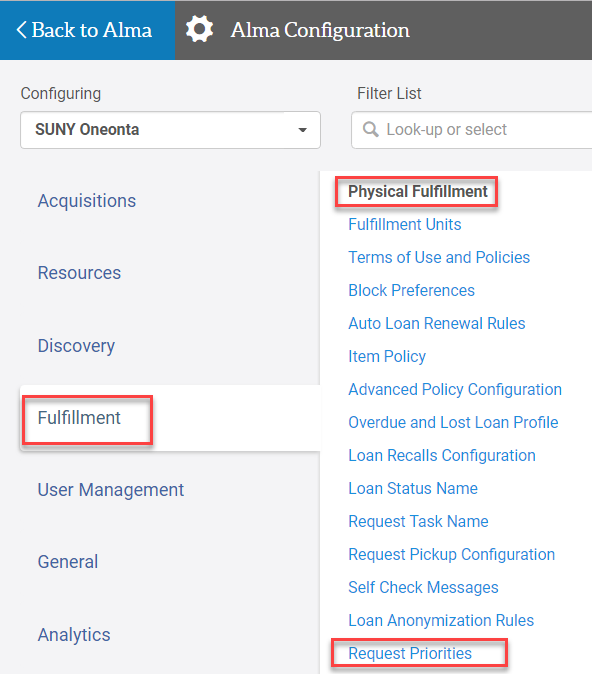 Back to Alma
Alma Configuration
Configuring
Filter List
SUNY Oneonta
Look-up or select
Acquisitions
Resources
Discovery
Fulfillment
User Management
General
Analytics
Physical Fulfillment
Fulfillment Units
Terms of Use and Policies
Block Preferences
Auto Loan Renewal Rules
Item Policy
Advanced Policy Configuration
Overdue and Lost Loan Profile
Loan Recalls Configuration
Loan Status Name
Request Task Name
Request Pickup Configuration
Self Check Messages
Loan Anonymization Rules
Request Priorities